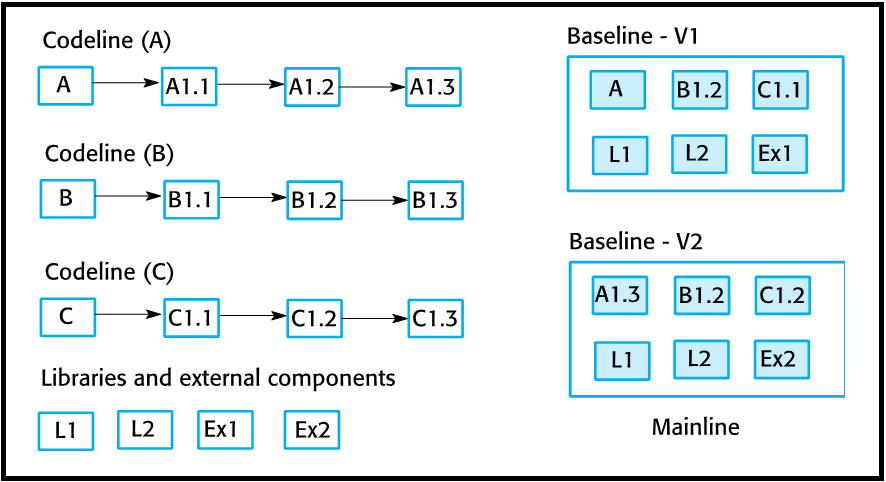 Codeline (A)
A A1.1 A1.2 A1.3
Codeline (B)
B B1.1 B1.2 B1.3
Codeline (C)
C C1.1 C1.2 C1.3
Libraries and external components
L1 L2 Ex1 Ex2
Baseline - V1
A B1.2 C1.1
L1 L2 Ex1
Baseline - V2
A1.3 B1.2 C1.2
L1 L2 Ex2
Mainline